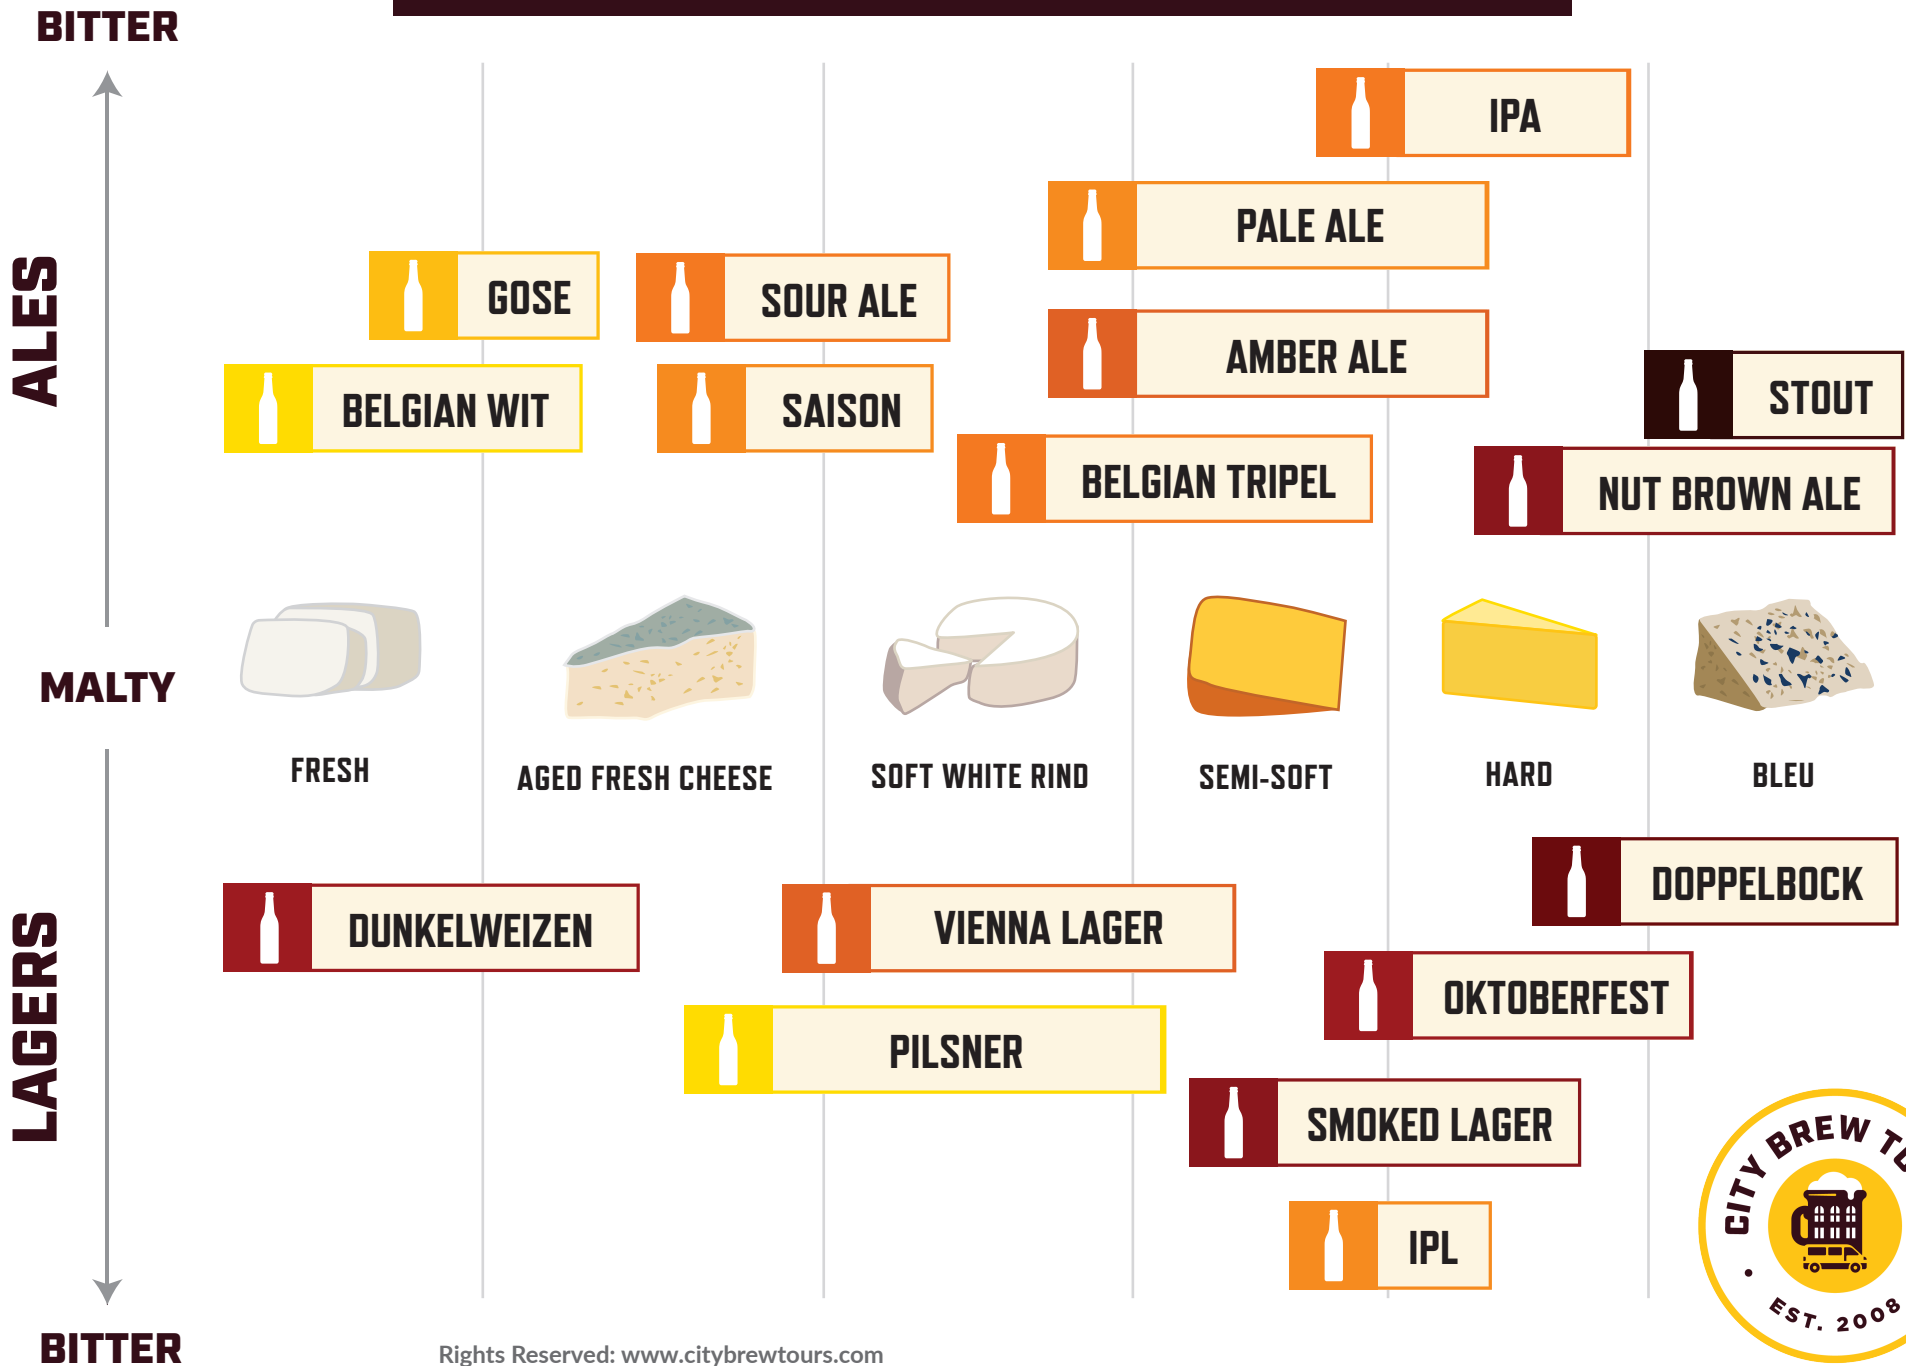 BITTER
IPA
PALE ALE
GOSE
SOUR ALE
ALES
AMBER ALE
BELGIAN WIT
SAISON
STOUT
BELGIAN TRIPEL
NUT BROWN ALE
MALTY
FRESH
AGED FRESH CHEESE
SOFT WHITE RIND
SEMI-SOFT
HARD
BLEU
DOPPELBOCK
DUNKELWEIZEN
VIENNA LAGER
LAGERS
OKTOBERFEST
PILSNER
SMOKED LAGER
IPL
CITY BREW TO
• EST. 2008
BITTER
Rights Reserved: www.citybrewtours.com